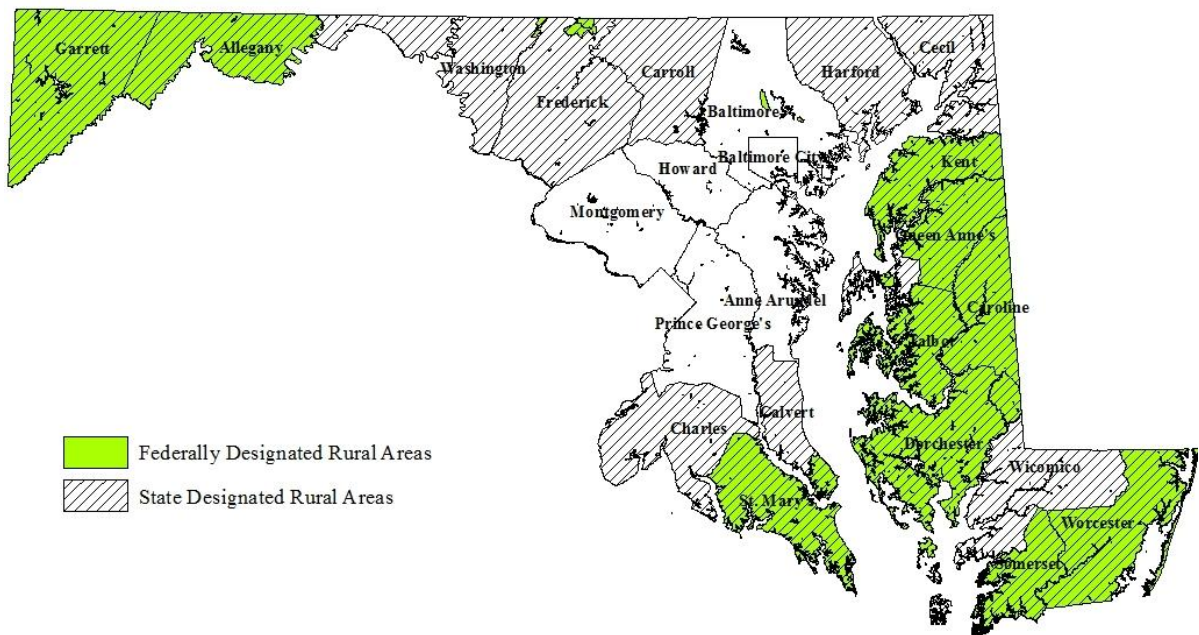 Garrett
Allegany
Washington
Frederick
Carroll
Harford
Cecil
Baltimore
Baltimore City
Howard
Montgomery
Kent
Queen Anne's
Anne Arundel
Prince George's
Caroline
Talbot
Calvert
Charles
Dorchester
St. Mary's
Wicomico
Worcester
Somerset
Federally Designated Rural Areas
State Designated Rural Areas